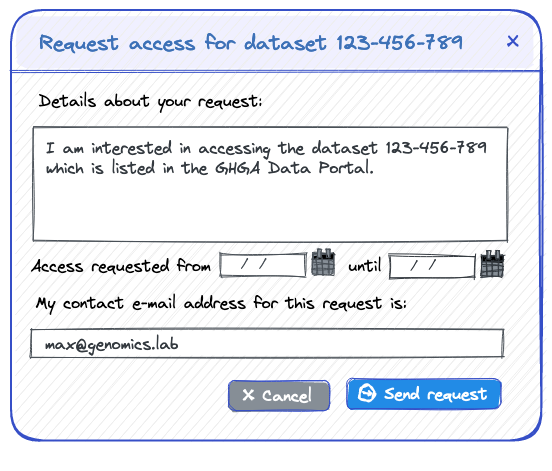 Request access for dataset 123-456-789 ×
Details about your request:
I am interested in accessing the dataset 123-456-789
which is listed in the GHGA Data Portal.
Access requested from / / until / /
My contact e-mail address for this request is:
max@genomics.lab
× Cancel Send request